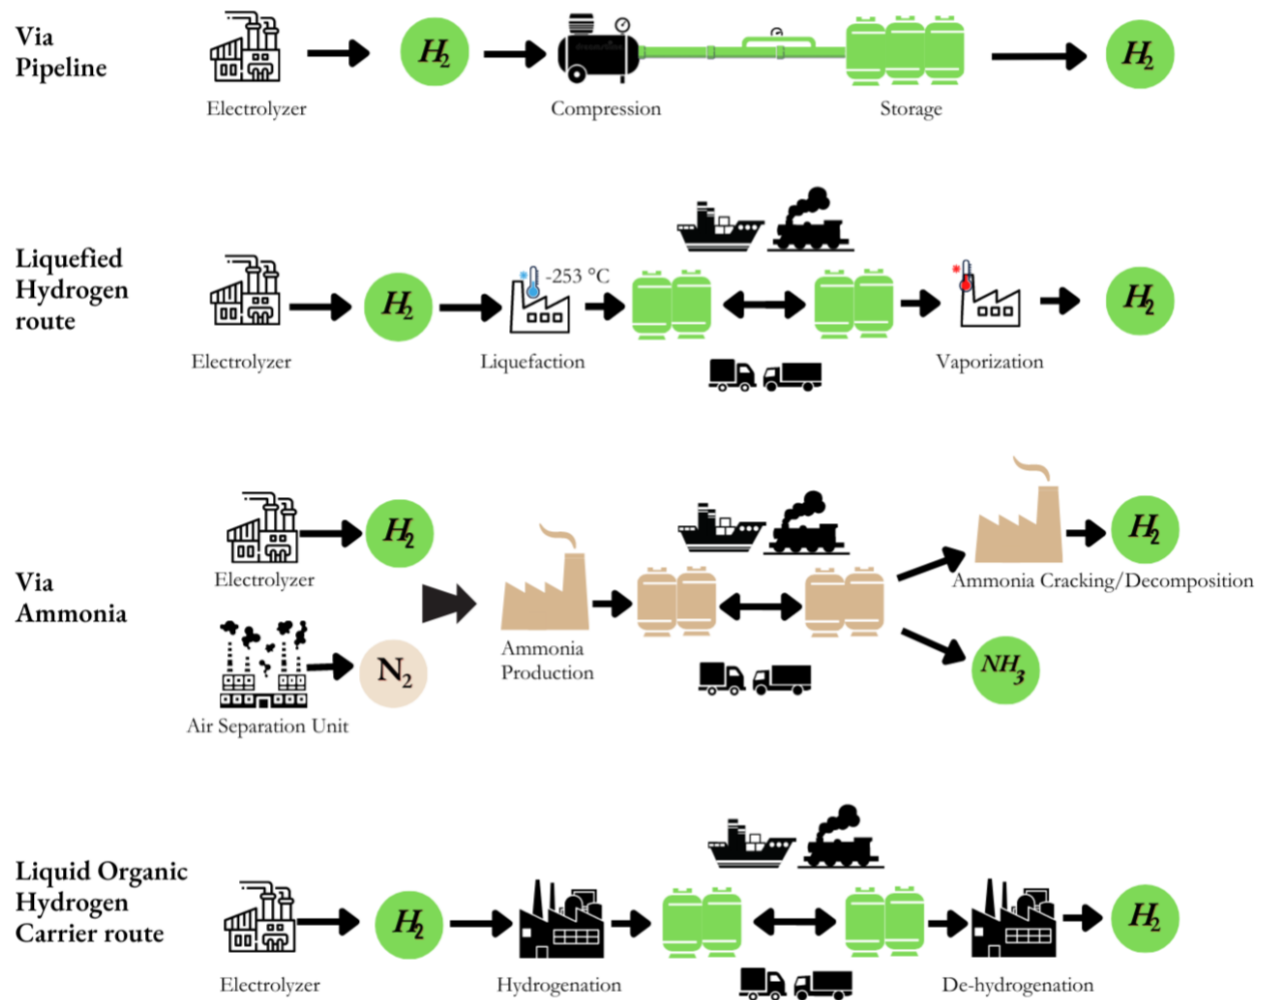 Via
Pipeline
H2
H2
Electrolyzer
Compression
Storage
Liquefied
Hydrogen
route
-253 °C
H2
H2
Electrolyzer
Liquefaction
Vaporization
Via
Ammonia
H2
H2
Electrolyzer
Ammonia Cracking/Decomposition
Ammonia
Production
N2
NH3
Air Separation Unit
Liquid Organic
Hydrogen
Carrier route
H2
H2
Electrolyzer
Hydrogenation
De-hydrogenation